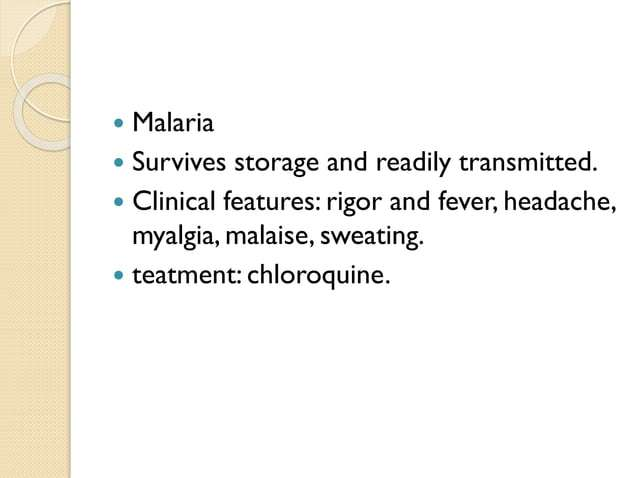 Malaria
Survives storage and readily transmitted.
Clinical features: rigor and fever, headache,
myalgia, malaise, sweating.
teatment: chloroquine.